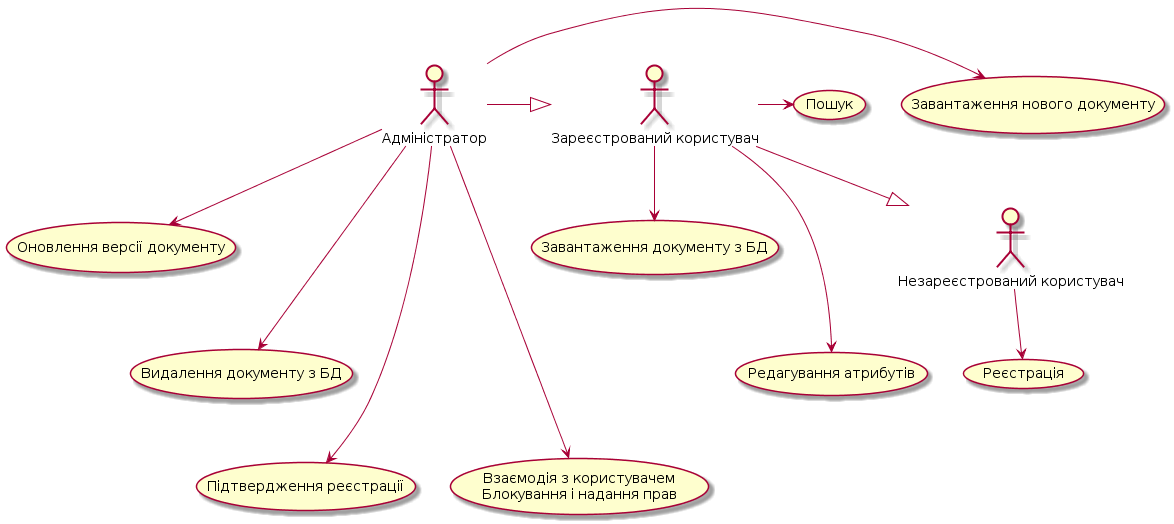 Пошук
Завантаження нового документу
Адміністратор
Зареєстрований користувач
Оновлення версії документу
Завантаження документу з БД
Незареєстрований користувач
Видалення документу з БД
Редагування атрибутів
Реєстрація
Підтвердження реєстрації
Взаємодія з користувачем
Блокування і надання прав